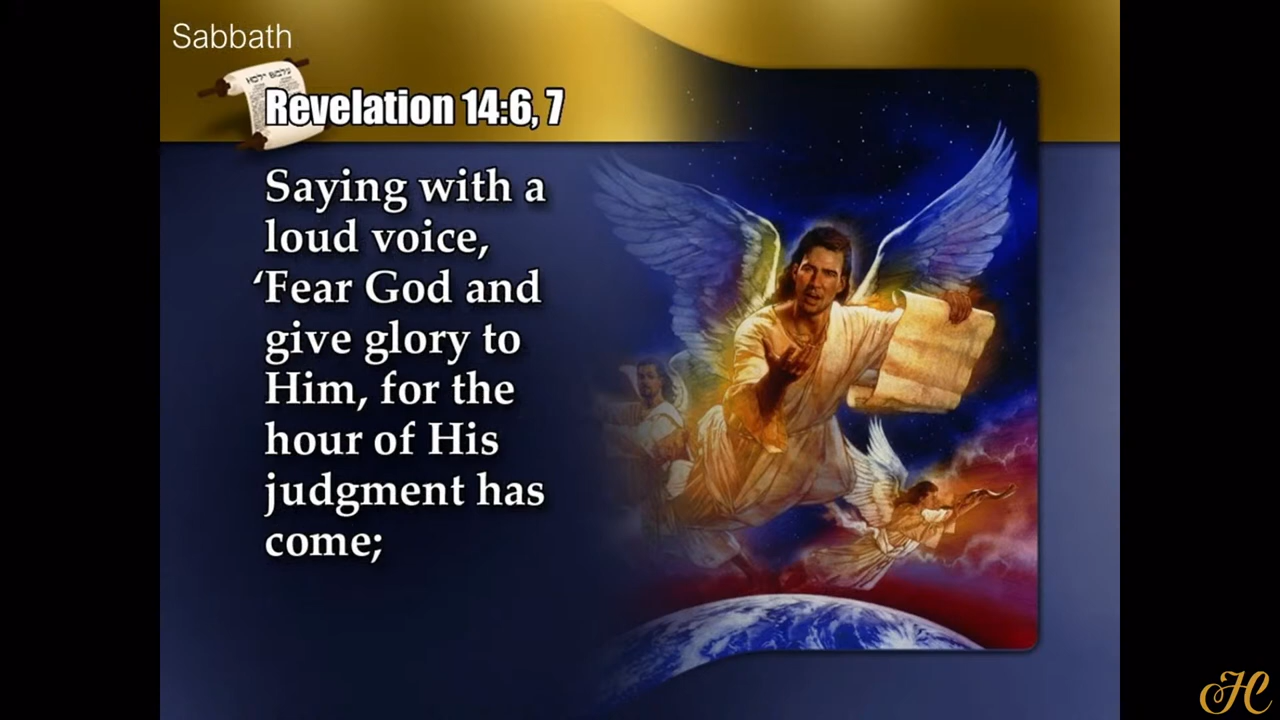 Sabbath
Revelation 14:6, 7
Saying with a
loud voice,
‘Fear God and
give glory to
Him, for the
hour of His
judgment has
come;
HC